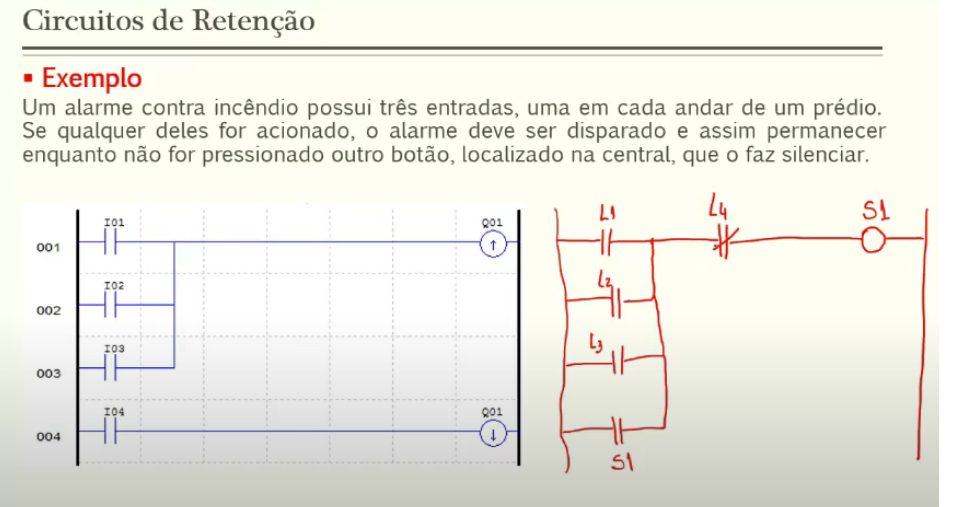 Circuitos de Retenção
▪ Exemplo
Um alarme contra incêndio possui três entradas, uma em cada andar de um prédio.
Se qualquer deles for acionado, o alarme deve ser disparado e assim permanecer
enquanto não for pressionado outro botão, localizado na central, que o faz silenciar.
001 I01 Q01
002 I02
003 I03
004 I04 Q01
L1 L4 S1
L2
L3
S1